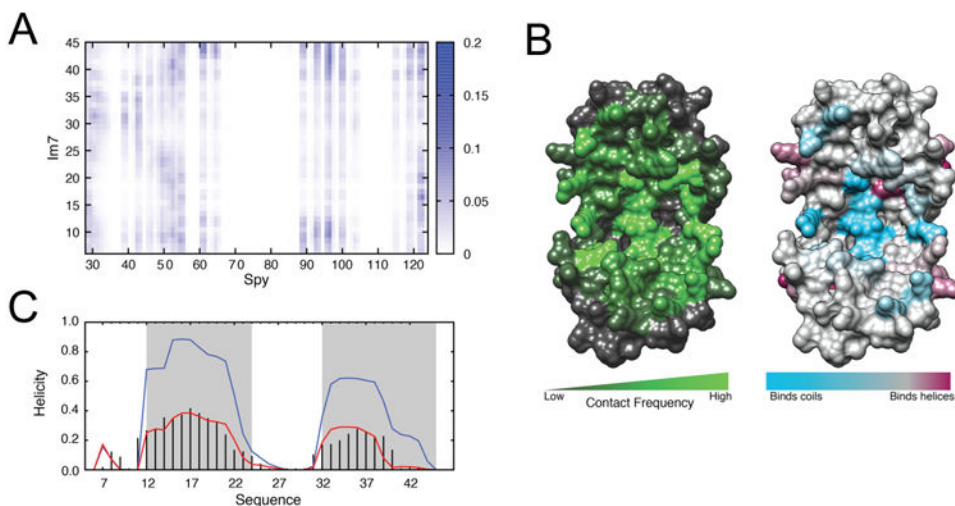 A
B
C
45
40
35
30
25
20
15
10
Im7
30 40 50 60 70 80 90 100 110 120
Spy
0.2
0.15
0.1
0.05
0
Low High
Contact Frequency
Binds coils Binds helices
1.0
0.8
0.6
0.4
0.2
0.0
Helicity
7 12 17 22 27 32 37 42
Sequence